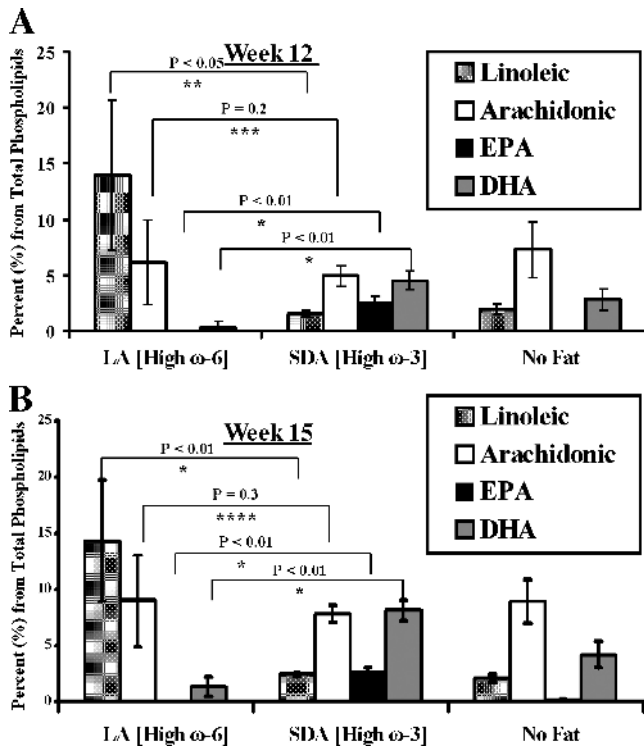 A
Week 12
P < 0.05
**
P = 0.2
***
P < 0.01
*
P < 0.01
*
Linoleic
Arachidonic
EPA
DHA
Percent (%) from Total Phospholipids
25
20
15
10
5
0
LA [High ω-6]
SDA [High ω-3]
No Fat
B
Week 15
P < 0.01
*
P = 0.3
****
P < 0.01
*
P < 0.01
*
Linoleic
Arachidonic
EPA
DHA
Percent (%) from Total Phospholipids
25
20
15
10
5
0
LA [High ω-6]
SDA [High ω-3]
No Fat